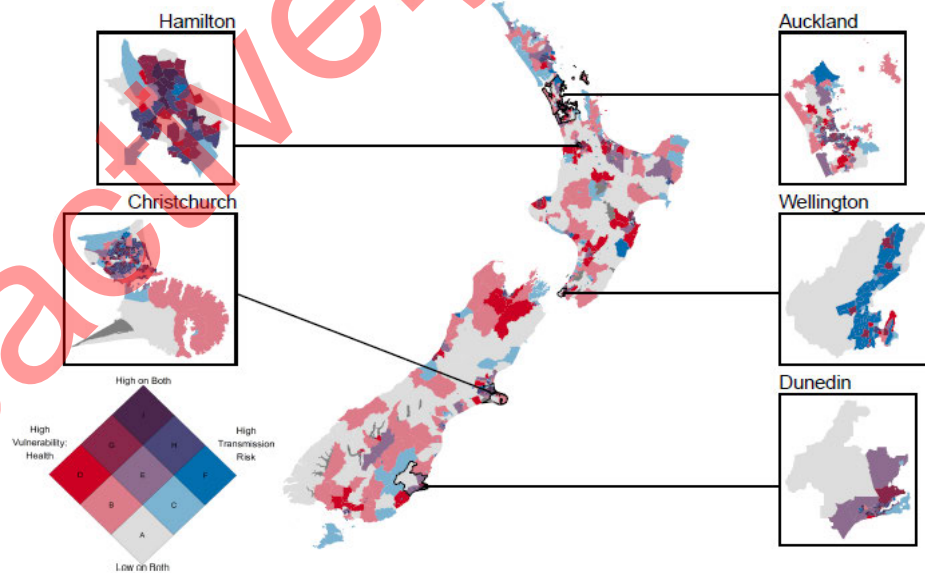 Hamilton
Auckland
Christchurch
Wellington
Dunedin
High on Both
High
Vulnerability:
Health
High
Transmission
Risk
G
H
D
E
F
B
C
A
Low on Both